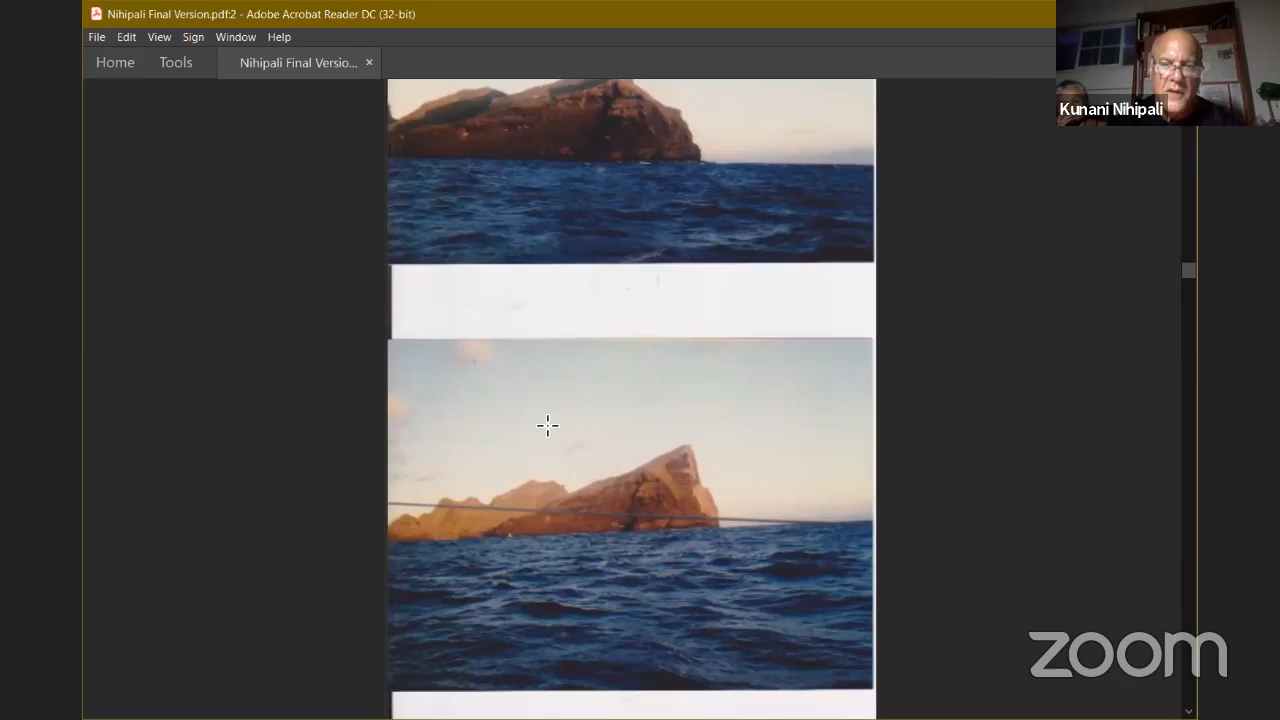 Nihipali Final Version.pdf:2 - Adobe Acrobat Reader DC (32-bit)
File Edit View Sign Window Help
Home Tools Nihipali Final Versio... ×
Kunani Nihipali
zoom